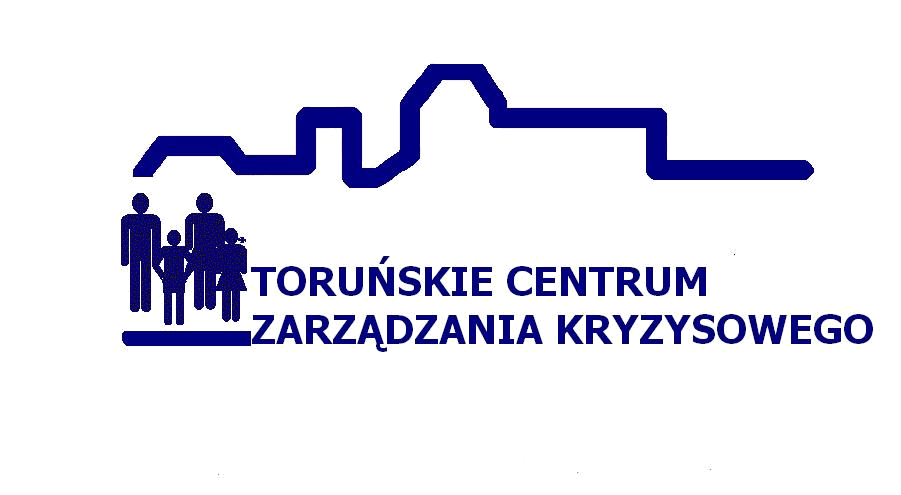 TORUŃSKIE CENTRUM
ZARZĄDZANIA KRYZYSOWEGO